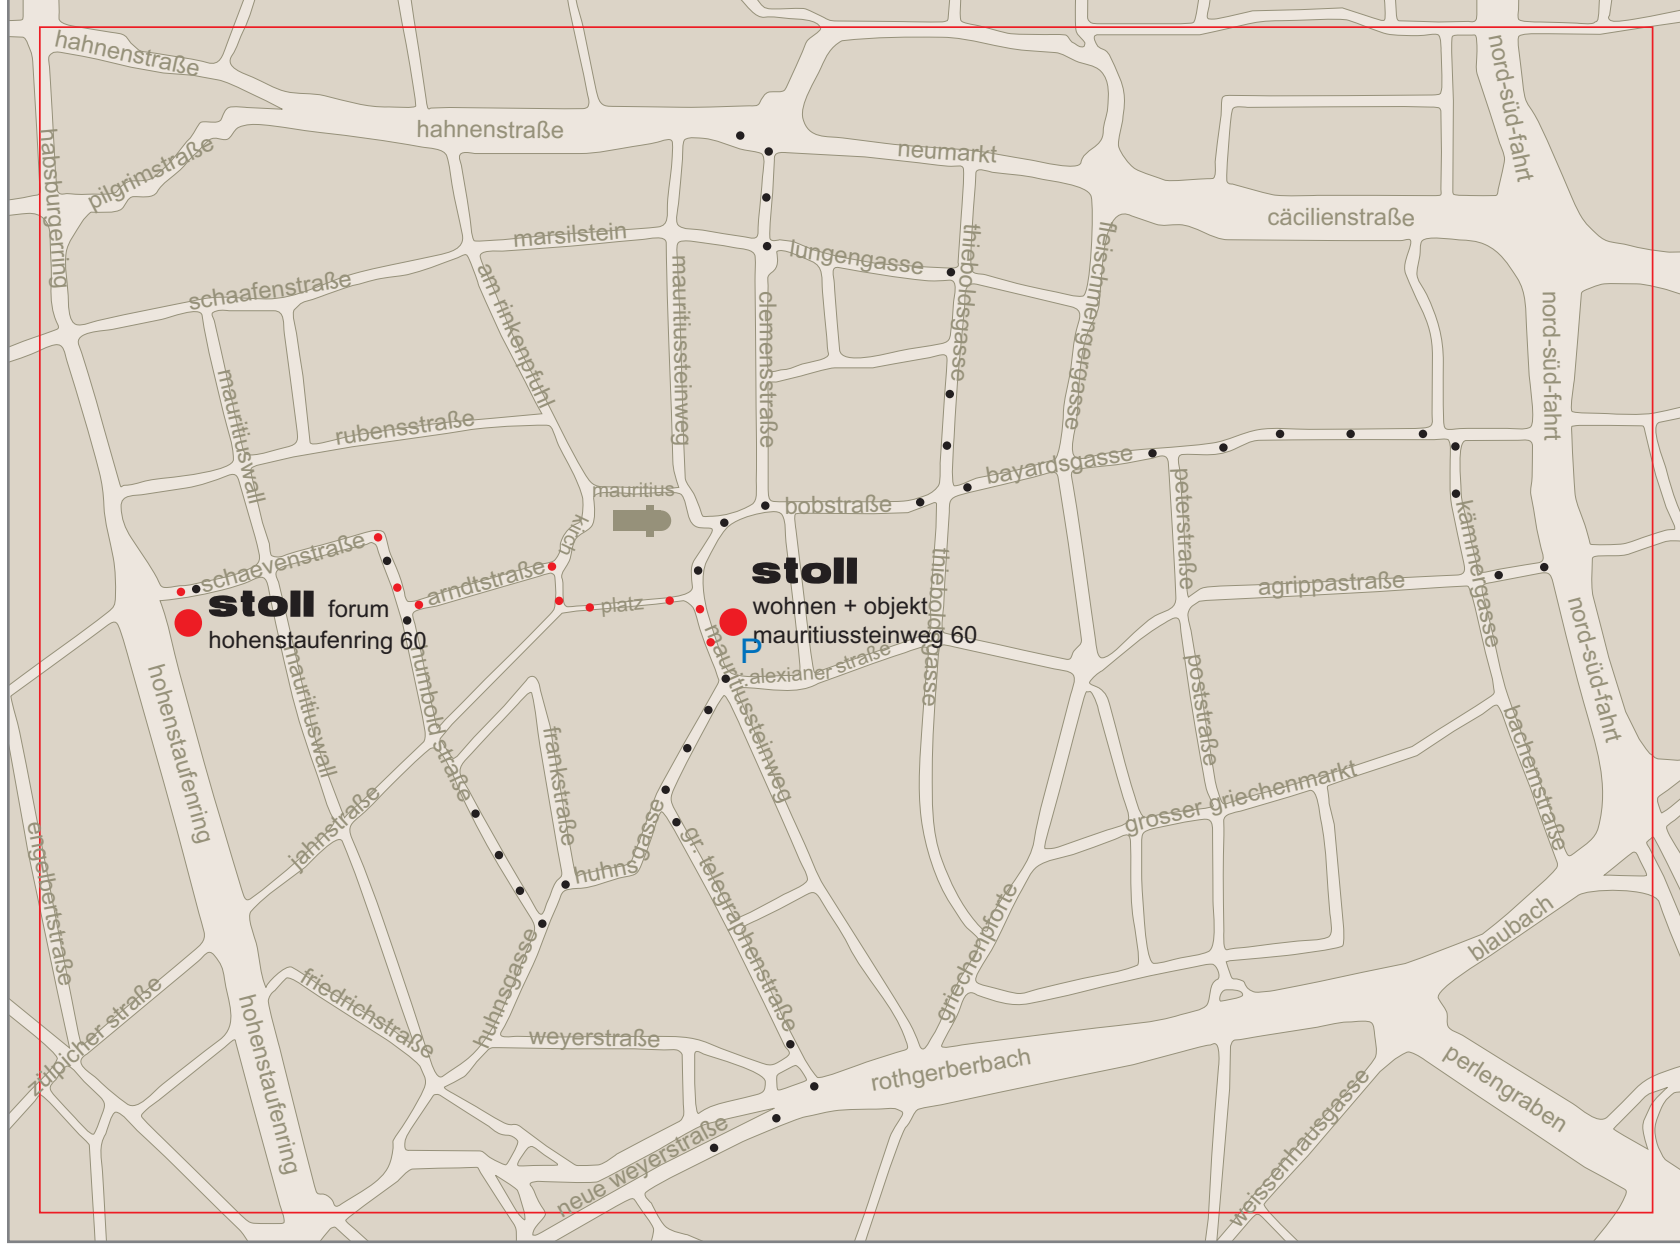 hahnenstraße
nord-süd-fahrt
hahnenstraße
neumarkt
habsburgerring
pilgrimstraße
cäcilienstraße
marsilstein
lungengasse
thieboldsgasse
fleischmengergasse
schaafenstraße
am rinkenpfuhl
mauritiussteinweg
clemensstraße
nord-süd-fahrt
mauritiuswall
rubensstraße
bayardsgasse
mauritius
kirch
platz
bobstraße
peterstraße
kämmergasse
schaevenstraße
arndtstraße
stoll
wohnen + objekt
mauritiussteinweg 60
P
stoll forum
hohenstaufenring 60
thieboldsgasse
agrippastraße
nord-süd-fahrt
alexianer straße
mauritiuswall
humbold straße
mauritiussteinweg
poststraße
hohenstaufenring
frankstraße
bachemstraße
grosser griechenmarkt
jahnstraße
engelbertstraße
huhnsgasse
gr. telegraphenstraße
griechenpforte
blaubach
huhnsgasse
friedrichstraße
zülpicher straße
hohenstaufenring
weyerstraße
rothgerberbach
perlengraben
neue weyerstraße
weissenhausgasse